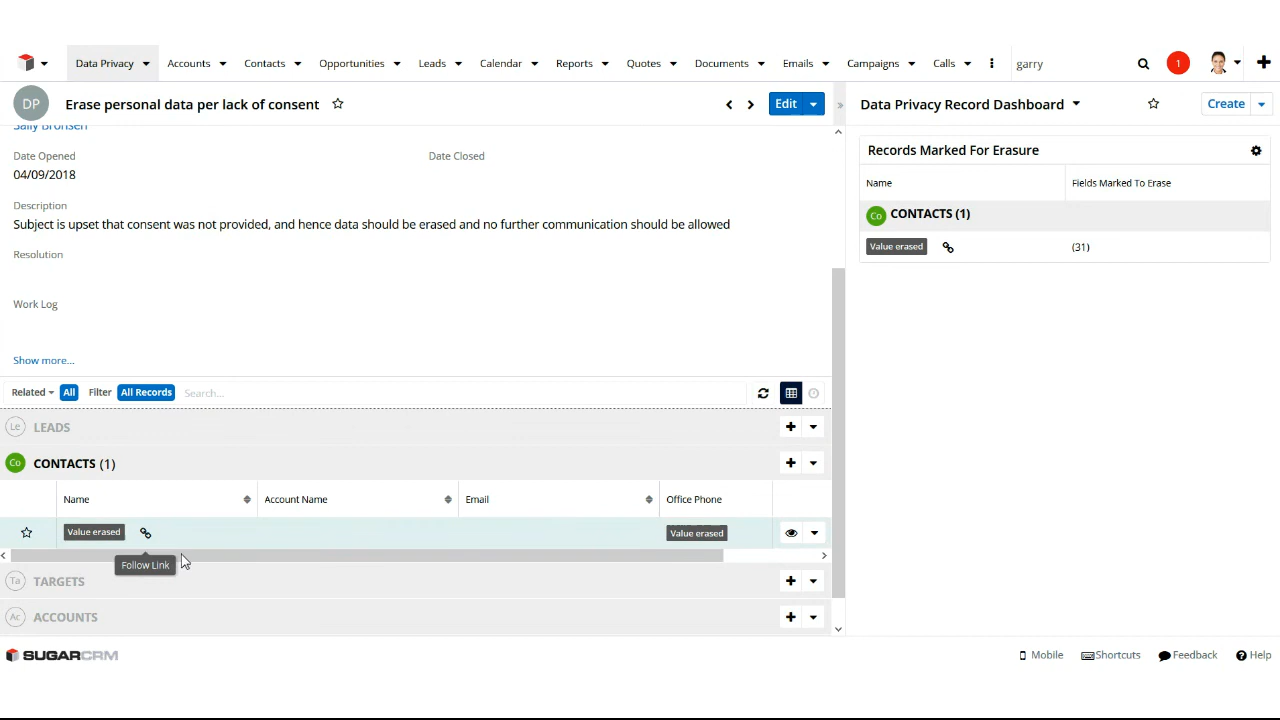 Data Privacy Accounts Contacts Opportunities Leads Calendar Reports Quotes Documents Emails Campaigns Calls garry 1
DP Erase personal data per lack of consent Edit
Data Privacy Record Dashboard Create
Sally Bronsen
Date Opened Date Closed
04/09/2018
Description
Subject is upset that consent was not provided, and hence data should be erased and no further communication should be allowed
Resolution
Work Log
Show more...
Related All Filter All Records Search...
Le LEADS
Co CONTACTS (1)
Name Account Name Email Office Phone
Value erased Value erased
Follow Link
Ta TARGETS
Ac ACCOUNTS
Records Marked For Erasure
Name Fields Marked To Erase
Co CONTACTS (1)
Value erased (31)
SUGARCRM Mobile Shortcuts Feedback Help